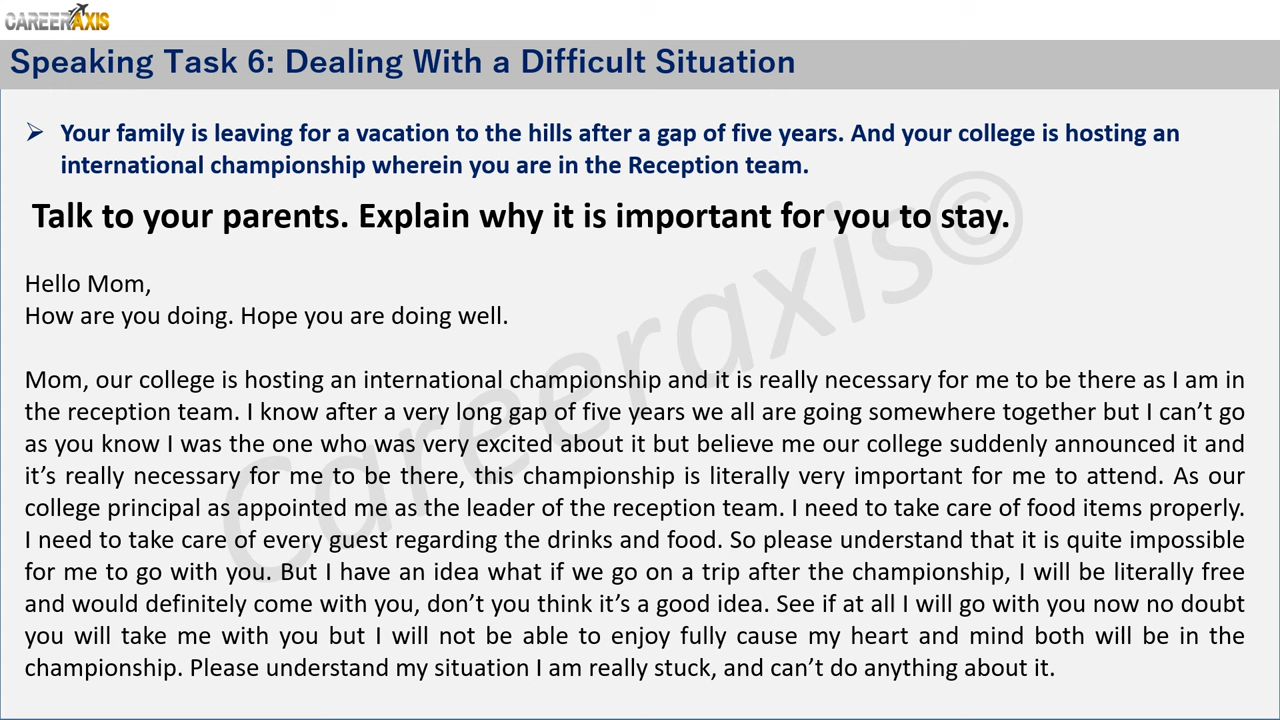 CAREERAXIS
Speaking Task 6: Dealing With a Difficult Situation
➢ Your family is leaving for a vacation to the hills after a gap of five years. And your college is hosting an
international championship wherein you are in the Reception team.
Talk to your parents. Explain why it is important for you to stay.
Hello Mom,
How are you doing. Hope you are doing well.
Mom, our college is hosting an international championship and it is really necessary for me to be there as I am in
the reception team. I know after a very long gap of five years we all are going somewhere together but I can’t go
as you know I was the one who was very excited about it but believe me our college suddenly announced it and
it’s really necessary for me to be there, this championship is literally very important for me to attend. As our
college principal as appointed me as the leader of the reception team. I need to take care of food items properly.
I need to take care of every guest regarding the drinks and food. So please understand that it is quite impossible
for me to go with you. But I have an idea what if we go on a trip after the championship, I will be literally free
and would definitely come with you, don’t you think it’s a good idea. See if at all I will go with you now no doubt
you will take me with you but I will not be able to enjoy fully cause my heart and mind both will be in the
championship. Please understand my situation I am really stuck, and can’t do anything about it.
Careeraxis©